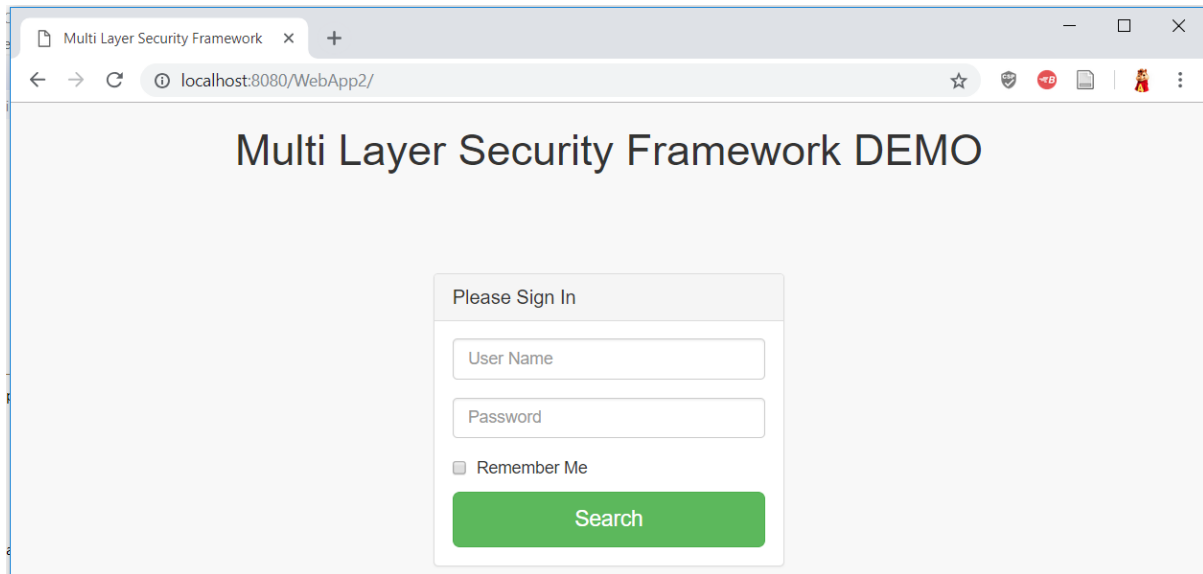 Multi Layer Security Framework
localhost:8080/WebApp2/
Multi Layer Security Framework DEMO
Please Sign In
User Name
Password
Remember Me
Search